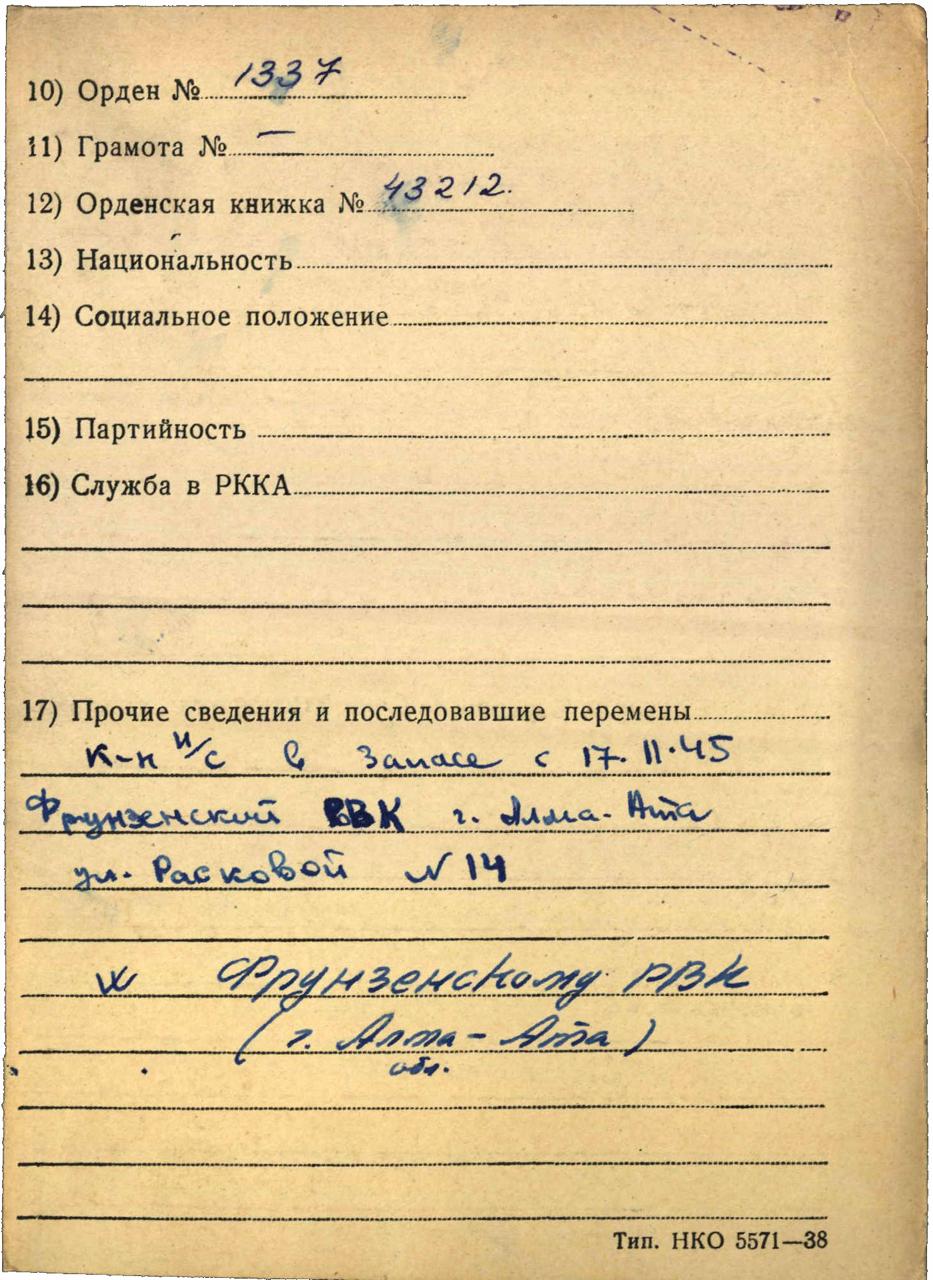 10) Орден № 1337
11) Грамота № —
12) Орденская книжка № 43212.
13) Национальность
14) Социальное положение
15) Партийность
16) Служба в РККА
17) Прочие сведения и последовавшие перемены
к-н и/с в запасе с 17.11.45
Фрунзенский РВК г. Алма-Ата
ул. Расковой N 14
Фрунзенскому РВК
(г. Алма-Ата)
обл.
Тип. НКО 5571—38